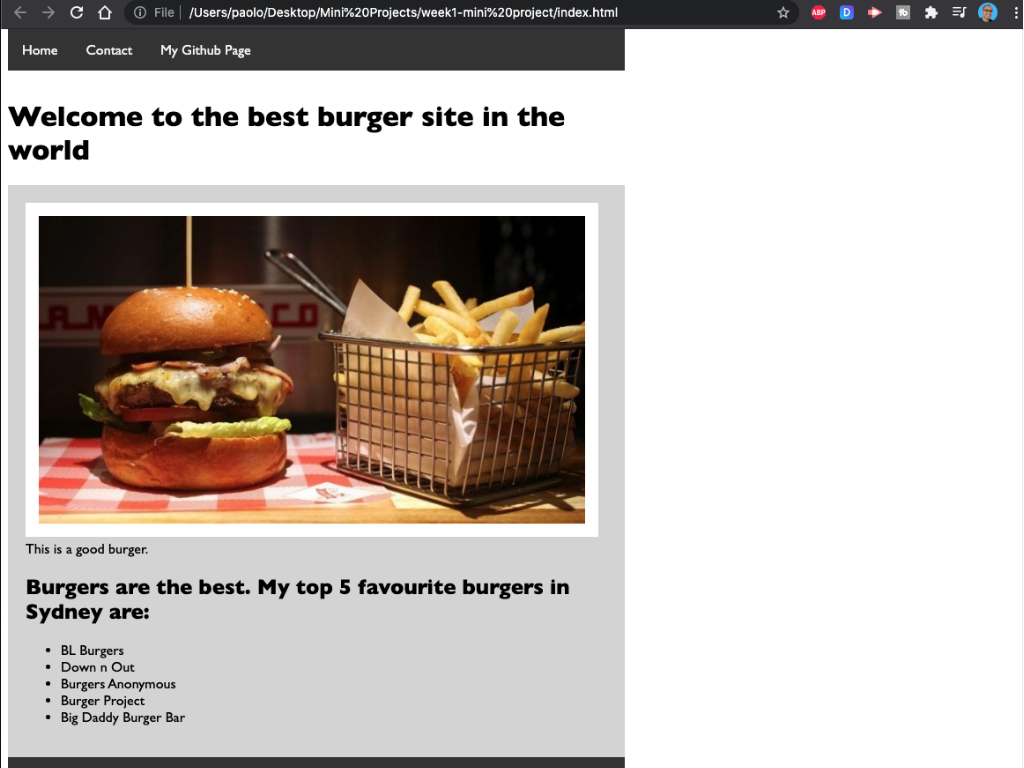 File | /Users/paolo/Desktop/Mini%20Projects/week1-mini%20project/index.html
ABP
D
Home Contact My Github Page
Welcome to the best burger site in the
world
CO
This is a good burger.
Burgers are the best. My top 5 favourite burgers in
Sydney are:
• BL Burgers
• Down n Out
• Burgers Anonymous
• Burger Project
• Big Daddy Burger Bar